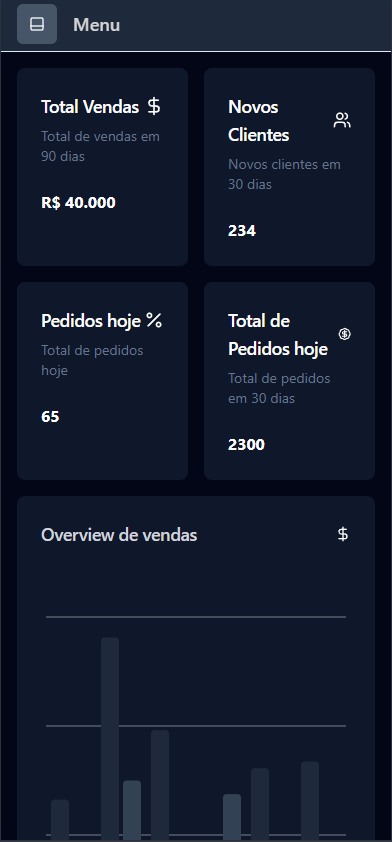 Menu
Total Vendas
Total de vendas em
90 dias
R$ 40.000
Novos
Clientes
Novos clientes em
30 dias
234
Pedidos hoje
Total de pedidos
hoje
65
Total de
Pedidos hoje
Total de pedidos
em 30 dias
2300
Overview de vendas